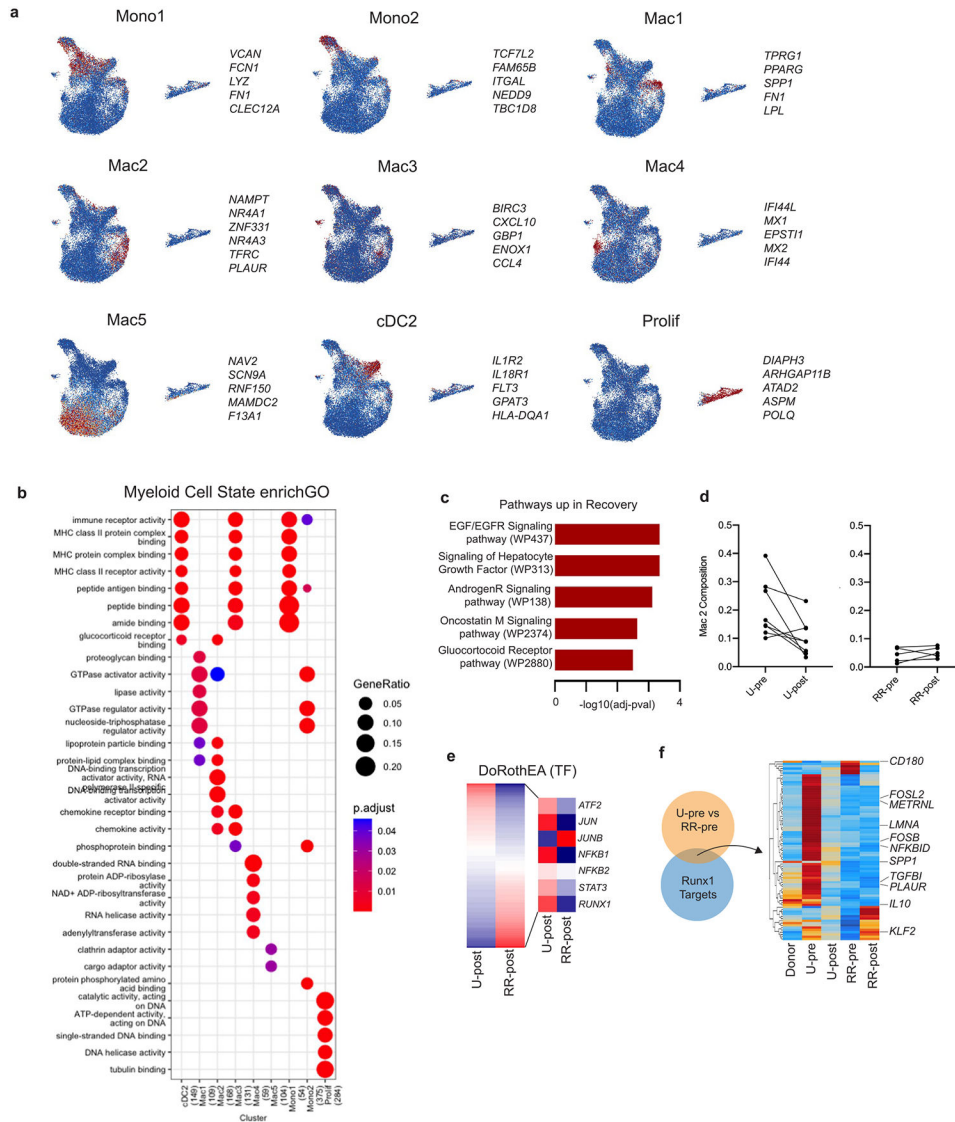 a
Mono1
VCAN
FCN1
LYZ
FN1
CLEC12A
Mono2
TCF7L2
FAM65B
ITGAL
NEDD9
TBC1D8
Mac1
TPRG1
PPARG
SPP1
FN1
LPL
Mac2
NAMPT
NR4A1
ZNF331
NR4A3
TFRC
PLAUR
Mac3
BIRC3
CXCL10
GBP1
ENOX1
CCL4
Mac4
IFI44L
MX1
EPSTI1
MX2
IFI44
Mac5
NAV2
SCN9A
RNF150
MAMDC2
F13A1
cDC2
IL1R2
IL18R1
FLT3
GPAT3
HLA-DQA1
Prolif
DIAPH3
ARHGAP11B
ATAD2
ASPM
POLQ
b
Myeloid Cell State enrichGO
immune receptor activity
MHC class II protein complex
binding
MHC protein complex binding
MHC class II receptor activity
peptide antigen binding
peptide binding
amide binding
glucocorticoid receptor
binding
proteoglycan binding
GTPase activator activity
lipase activity
GTPase regulator activity
nucleoside-triphosphatase
regulator activity
lipoprotein particle binding
protein-lipid complex binding
DNA-binding transcription
activator activity, RNA
polymerase II-specific
DNA-binding transcription
activator activity
chemokine receptor binding
chemokine activity
phosphoprotein binding
double-stranded RNA binding
protein ADP-ribosylase
activity
NAD+ ADP-ribosyltransferase
activity
RNA helicase activity
adenylyltransferase activity
clathrin adaptor activity
cargo adaptor activity
protein phosphorylated amino
acid binding
catalytic activity, acting
on DNA
ATP-dependent activity,
acting on DNA
single-stranded DNA binding
DNA helicase activity
tubulin binding
cDC2
(149)
Mac1
(109)
Mac2
(168)
Mac3
(131)
Mac4
(59)
Mac5
(104)
Mono1
(54)
Mono2
(375)
Prolif
(284)
Cluster
GeneRatio
0.05
0.10
0.15
0.20
p.adjust
0.04
0.03
0.02
0.01
c
Pathways up in Recovery
EGF/EGFR Signaling
pathway (WP437)
Signaling of Hepatocyte
Growth Factor (WP313)
AndrogenR Signaling
pathway (WP138)
Oncostatin M Signaling
pathway (WP2374)
Glucuortocoid Receptor
pathway (WP2880)
0
4
-log10(adj-pval)
d
Mac 2 Composition
0.5
0.4
0.3
0.2
0.1
0.0
U-pre
U-post
0.5
0.4
0.3
0.2
0.1
0.0
RR-pre
RR-post
e
DoRothEA (TF)
ATF2
JUN
JUNB
NFKB1
NFKB2
STAT3
RUNX1
U-post
RR-post
U-post
RR-post
f
U-pre vs
RR-pre
Runx1
Targets
CD180
FOSL2
METRNL
LMNA
FOSB
NFKBID
SPP1
TGFBI
PLAUR
IL10
KLF2
Donor
U-pre
U-post
RR-pre
RR-post